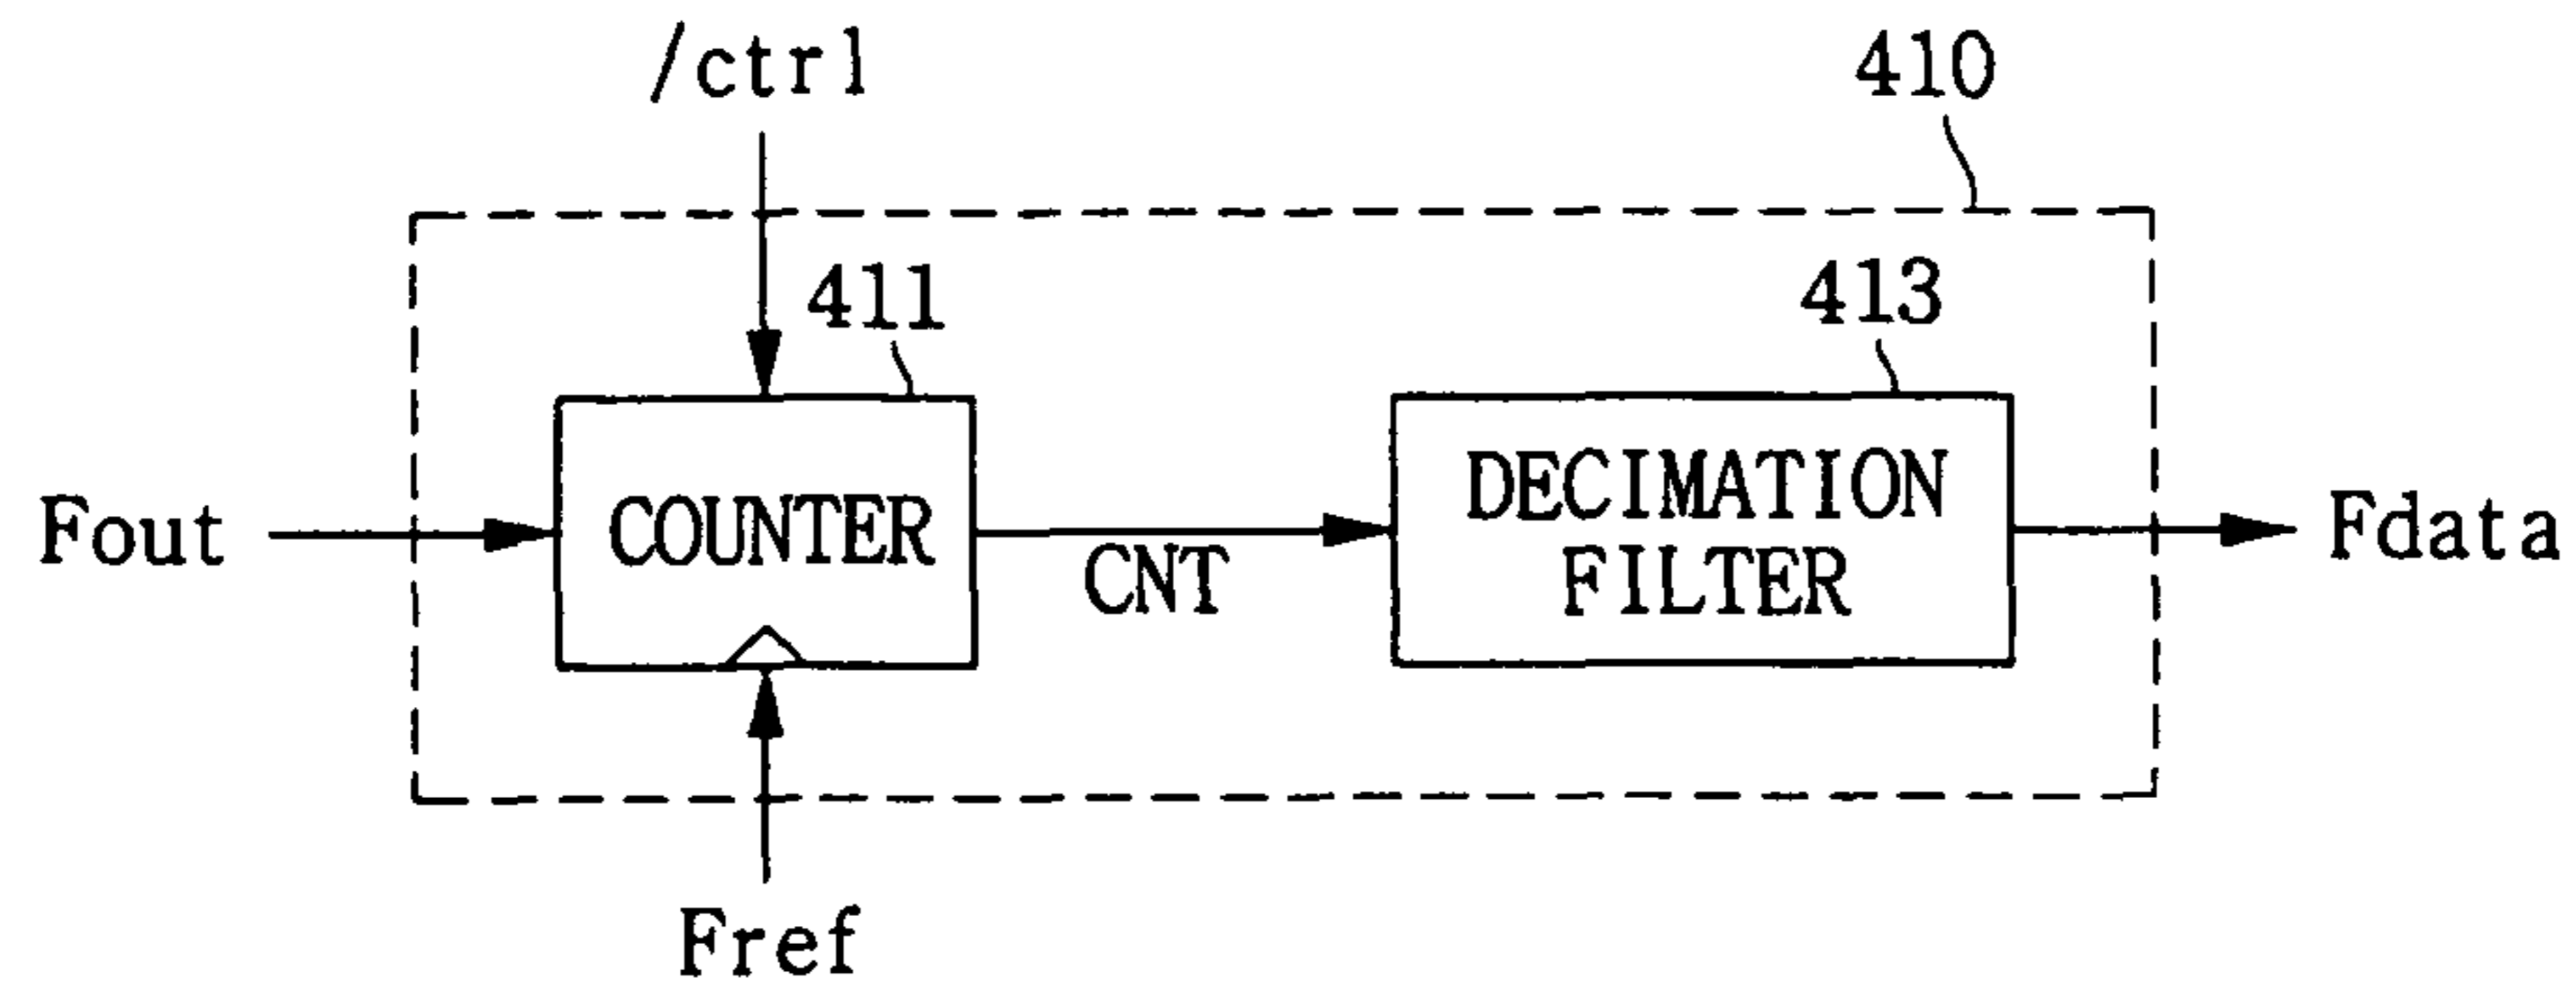 /ctrl
410
411
413
Fout
COUNTER
CNT
DECIMATION
FILTER
Fdata
Fref